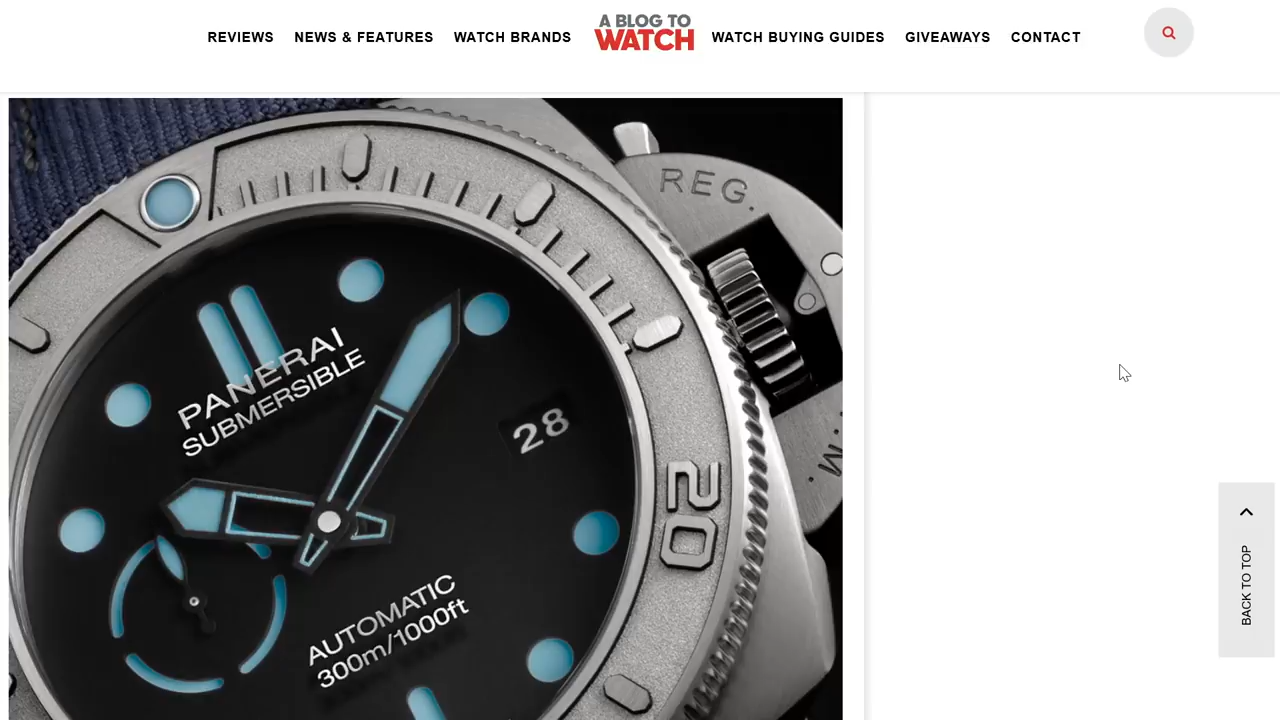 REVIEWS
NEWS & FEATURES
WATCH BRANDS
A BLOG TO
WATCH
WATCH BUYING GUIDES
GIVEAWAYS
CONTACT
REG.
PANERAI
SUBMERSIBLE
28
.M
20
AUTOMATIC
300m/1000ft
BACK TO TOP